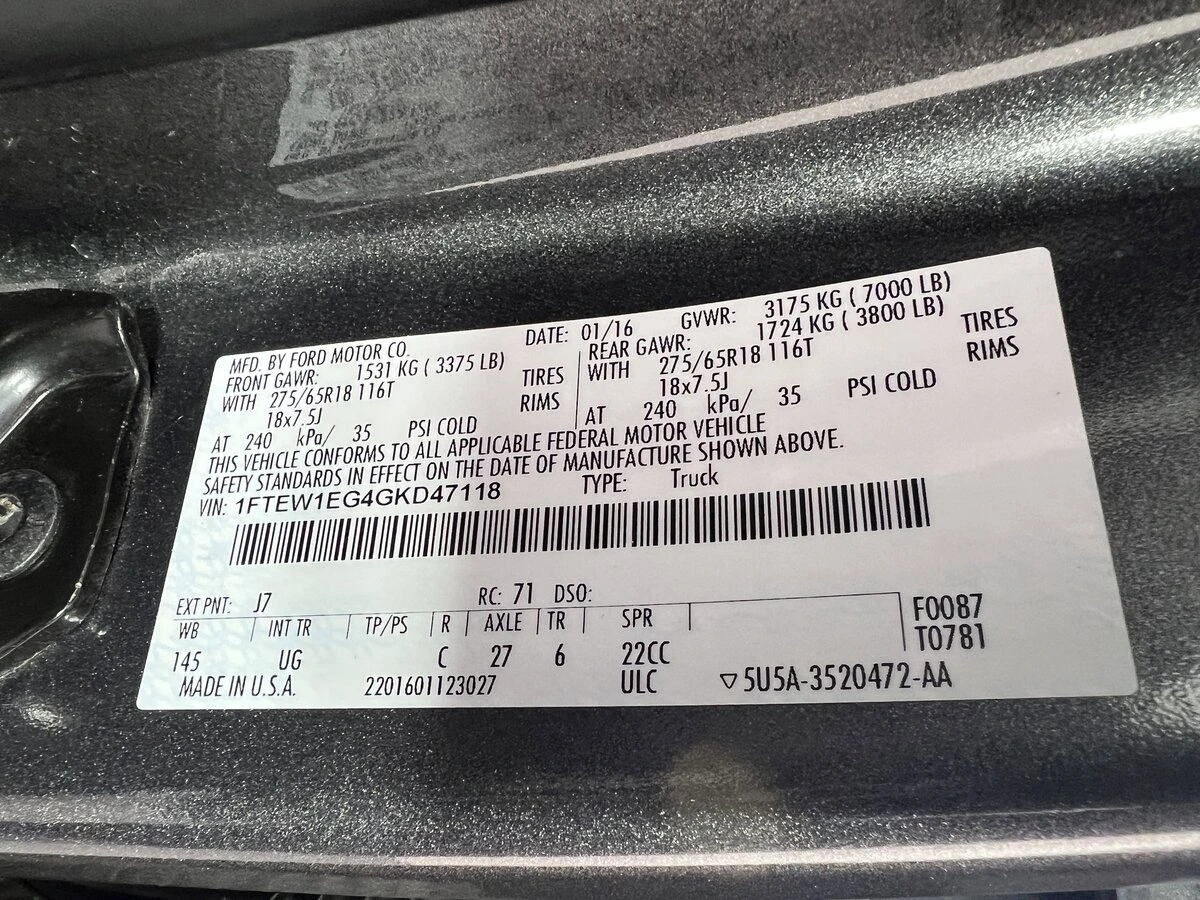 MFD. BY FORD MOTOR CO. DATE: 01/16 GVWR: 3175 KG ( 7000 LB)
FRONT GAWR: 1531 KG ( 3375 LB) REAR GAWR: 1724 KG ( 3800 LB)
WITH 275/65R18 116T TIRES WITH 275/65R18 116T TIRES
18x7.5J RIMS 18x7.5J RIMS
AT 240 kPa/ 35 PSI COLD AT 240 kPa/ 35 PSI COLD
THIS VEHICLE CONFORMS TO ALL APPLICABLE FEDERAL MOTOR VEHICLE
SAFETY STANDARDS IN EFFECT ON THE DATE OF MANUFACTURE SHOWN ABOVE.
VIN: 1FTEW1EG4GKD47118 TYPE: Truck
EXT PNT: J7 RC: 71 DSO:
WB INT TR TP/PS R AXLE TR SPR F0087
145 UG C 27 6 22CC T0781
MADE IN U.S.A. 2201601123027 ULC ▽5U5A-3520472-AA